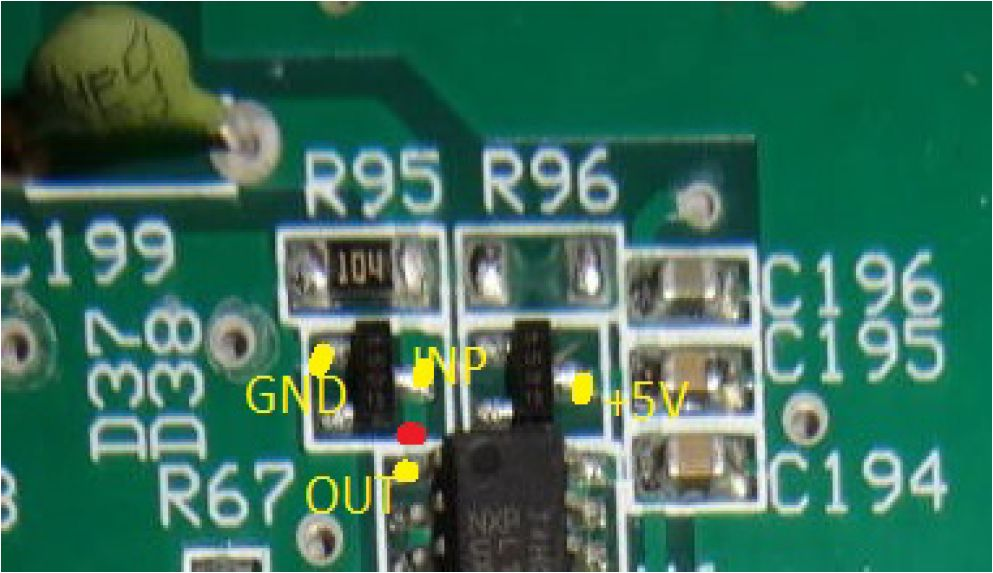 R95 R96
C199
104
C196
D37
D38
INP
C195
GND
+5V
R67
OUT
C194
NXP